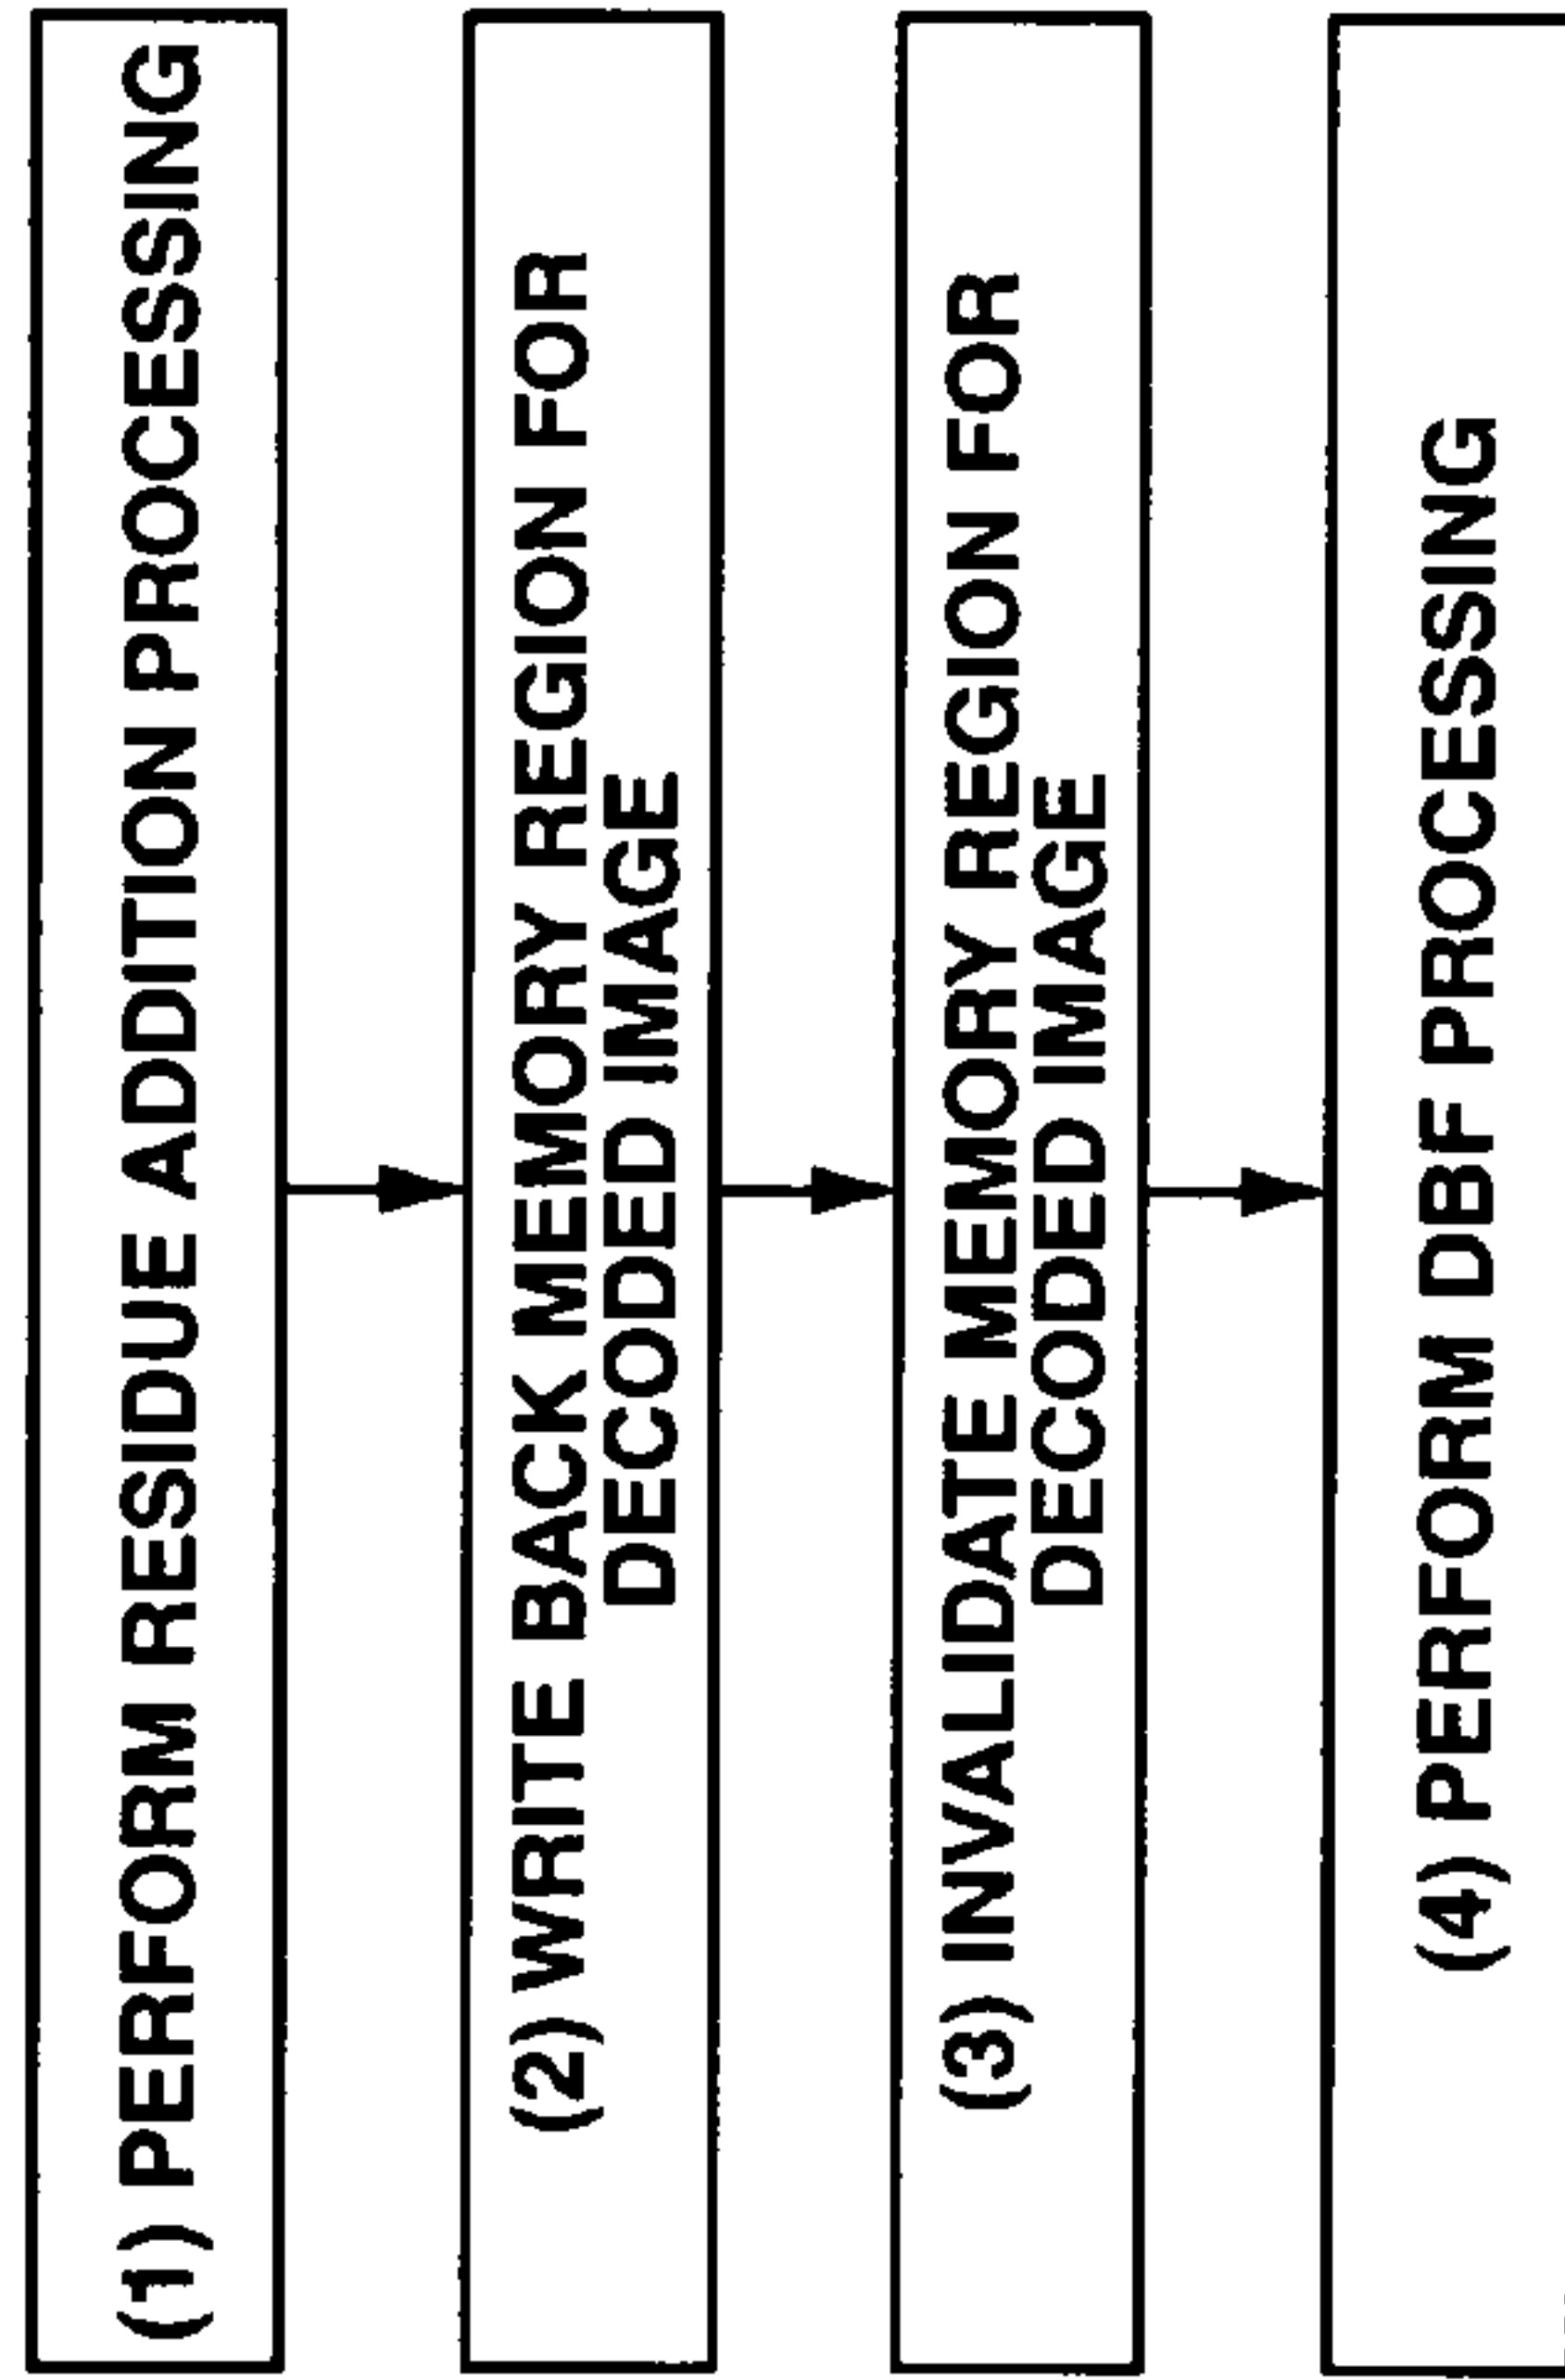 (1) PERFORM RESIDUE ADDITION PROCESSING
(2) WRITE BACK MEMORY REGION FOR
DECODED IMAGE
(3) INVALIDATE MEMORY REGION FOR
DECODED IMAGE
(4) PERFORM DBF PROCESSING